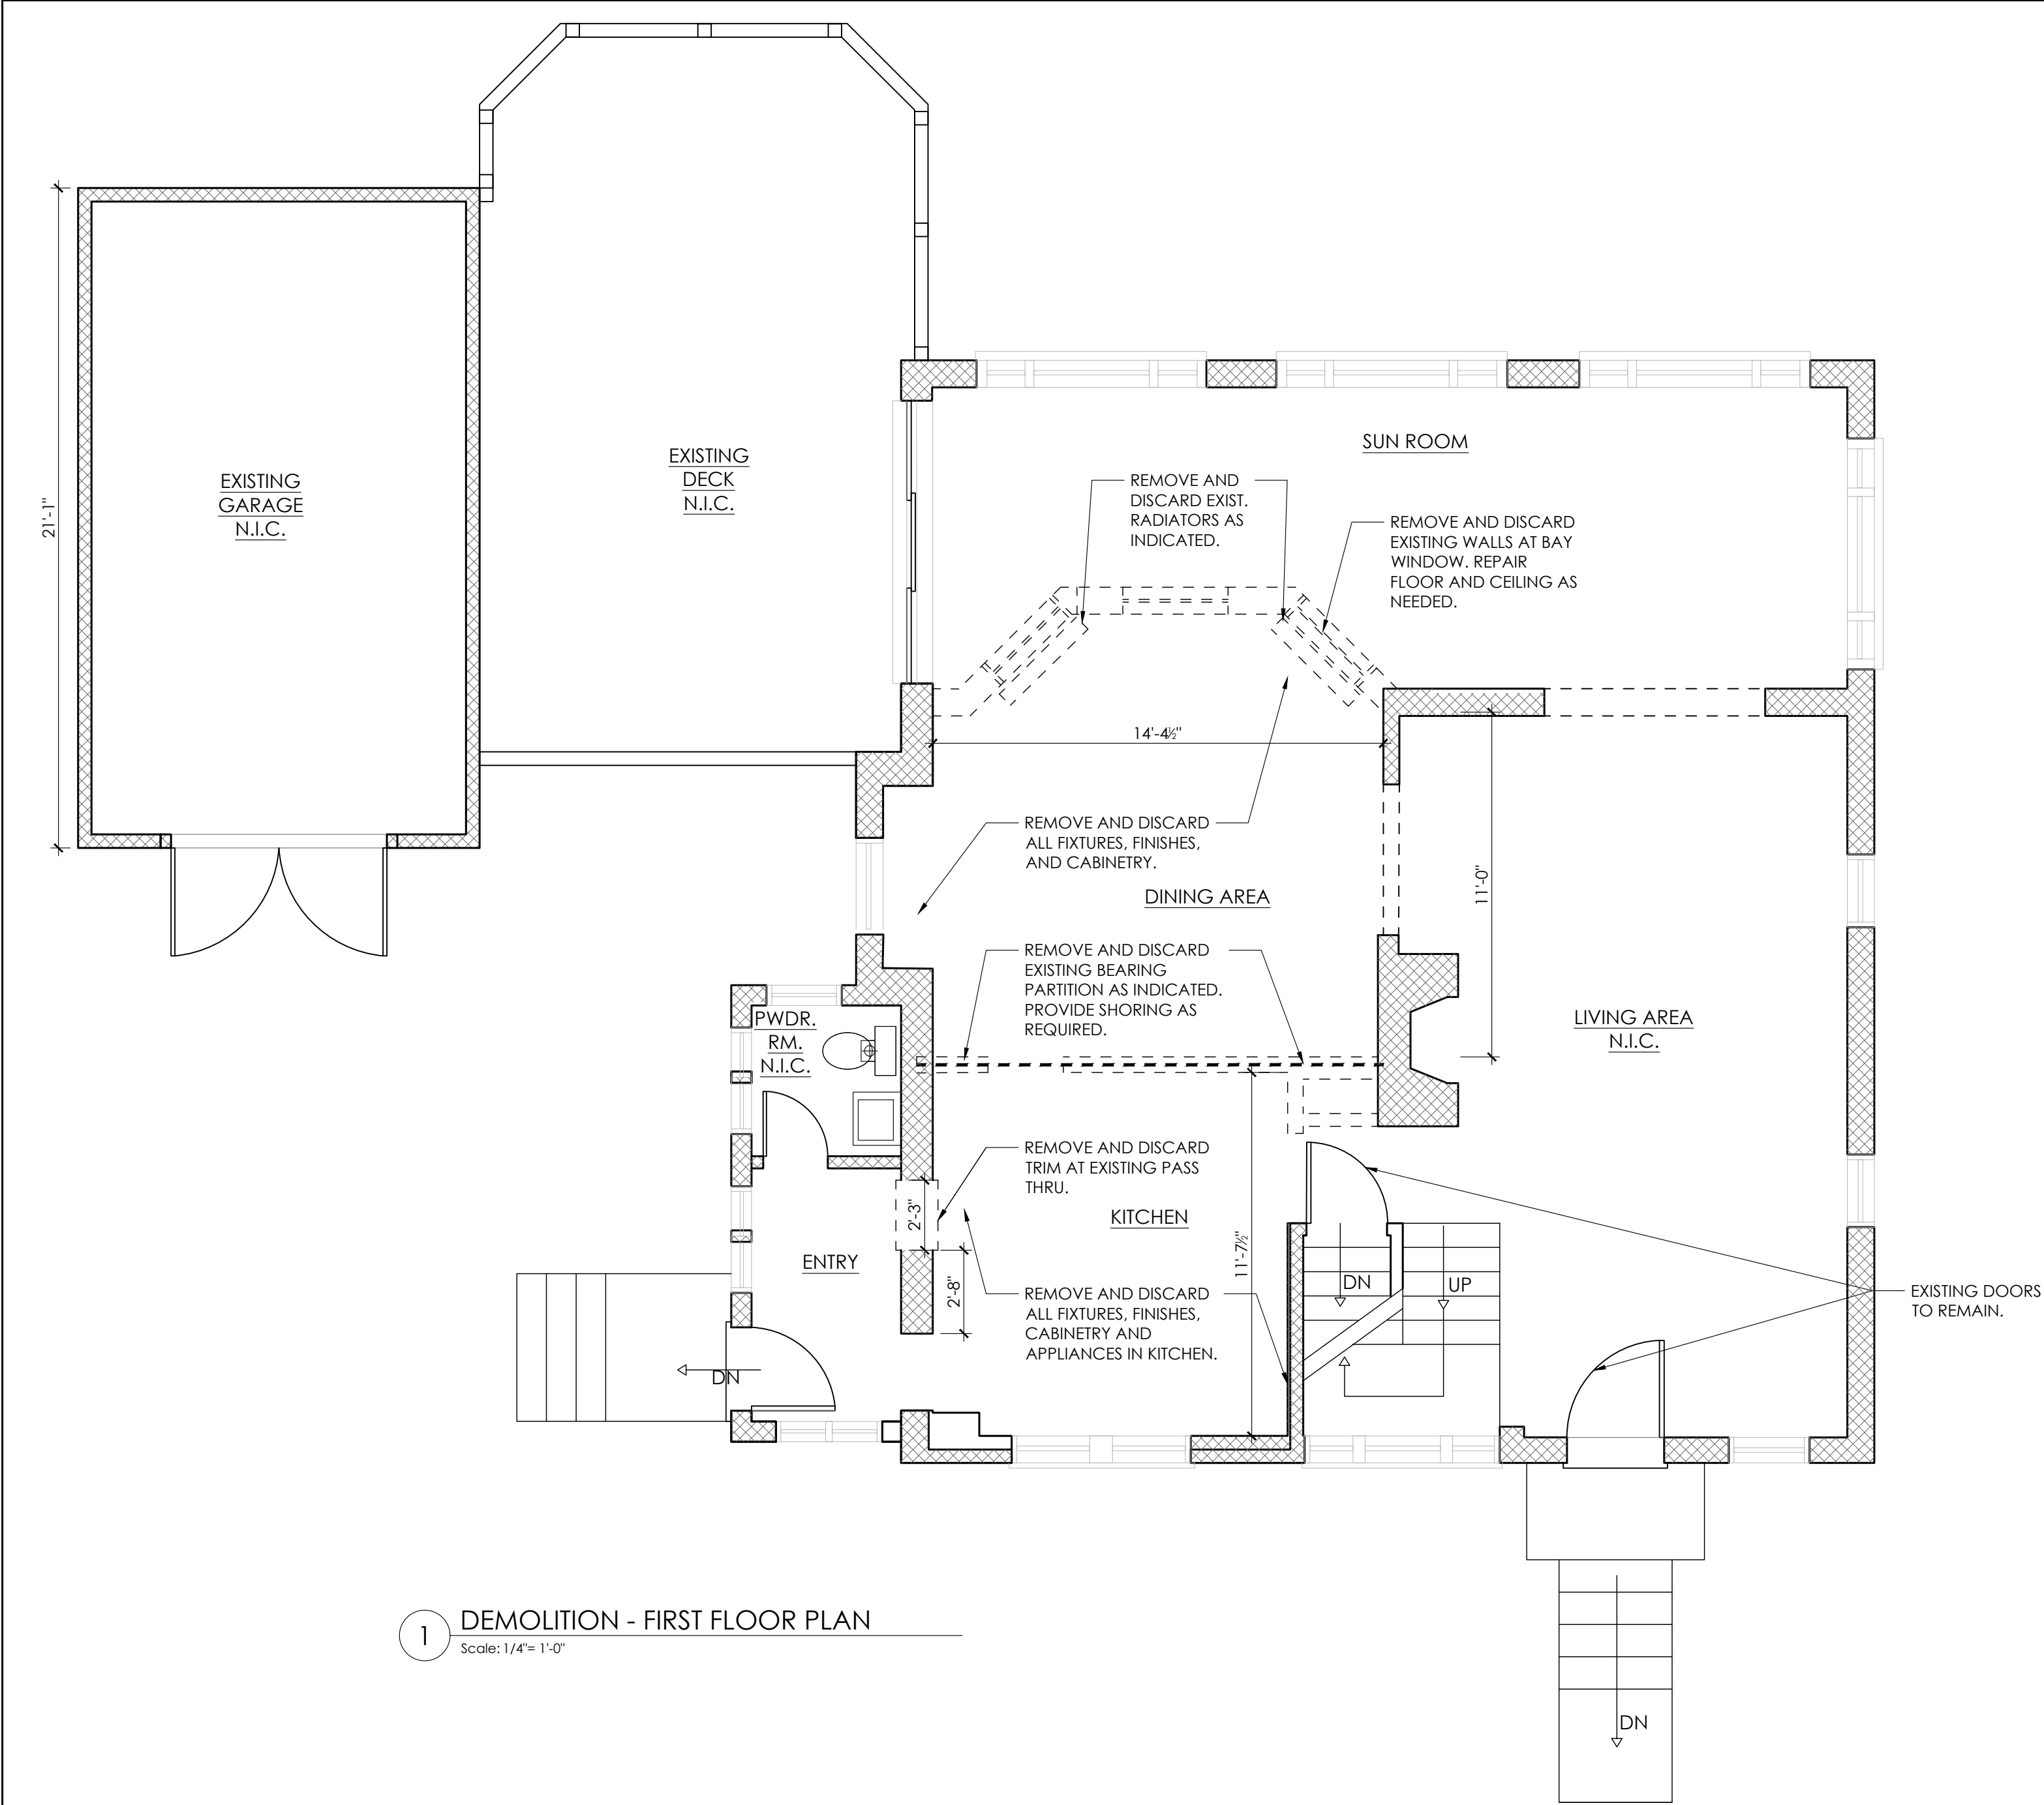 21'-1"
EXISTING
GARAGE
N.I.C.
EXISTING
DECK
N.I.C.
SUN ROOM
REMOVE AND
DISCARD EXIST.
RADIATORS AS
INDICATED.
REMOVE AND DISCARD
EXISTING WALLS AT BAY
WINDOW. REPAIR
FLOOR AND CEILING AS
NEEDED.
14'-4½"
REMOVE AND DISCARD
ALL FIXTURES, FINISHES,
AND CABINETRY.
DINING AREA
11'-0"
REMOVE AND DISCARD
EXISTING BEARING
PARTITION AS INDICATED.
PROVIDE SHORING AS
REQUIRED.
LIVING AREA
N.I.C.
PWDR.
RM.
N.I.C.
REMOVE AND DISCARD
TRIM AT EXISTING PASS
THRU.
2'-3"
KITCHEN
11'-7½"
ENTRY
2'-8"
REMOVE AND DISCARD
ALL FIXTURES, FINISHES,
CABINETRY AND
APPLIANCES IN KITCHEN.
DN
UP
EXISTING DOORS
TO REMAIN.
DN
DN
1
DEMOLITION - FIRST FLOOR PLAN
Scale: 1/4"= 1'-0"